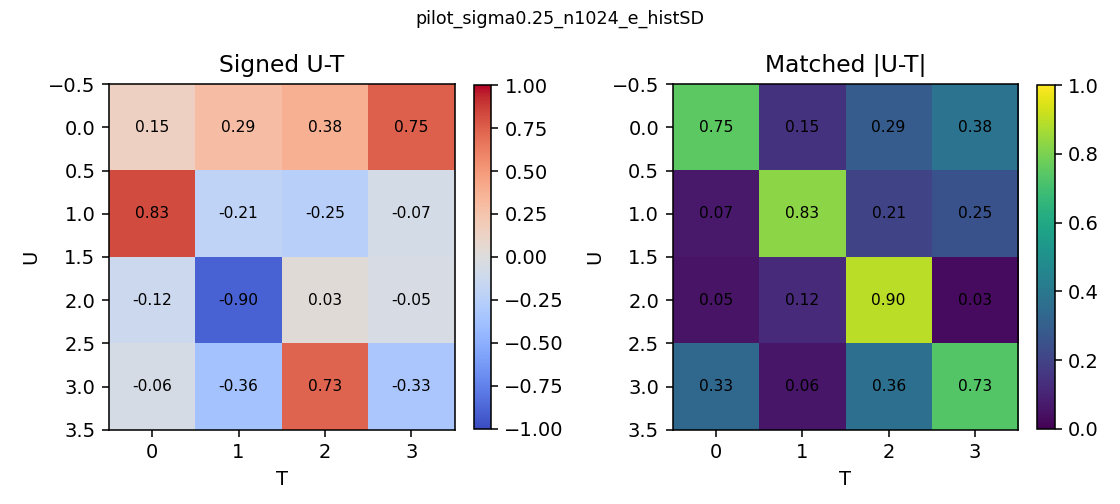 pilot_sigma0.25_n1024_e_histSD
Signed U-T
−0.5
0.0
0.5
1.0
1.5
2.0
2.5
3.0
3.5
U
0.15 0.29 0.38 0.75
0.83 -0.21 -0.25 -0.07
-0.12 -0.90 0.03 -0.05
-0.06 -0.36 0.73 -0.33
0 1 2 3
T
1.00
0.75
0.50
0.25
0.00
−0.25
−0.50
−0.75
−1.00
Matched |U-T|
−0.5
0.0
0.5
1.0
1.5
2.0
2.5
3.0
3.5
U
0.75 0.15 0.29 0.38
0.07 0.83 0.21 0.25
0.05 0.12 0.90 0.03
0.33 0.06 0.36 0.73
0 1 2 3
T
1.0
0.8
0.6
0.4
0.2
0.0